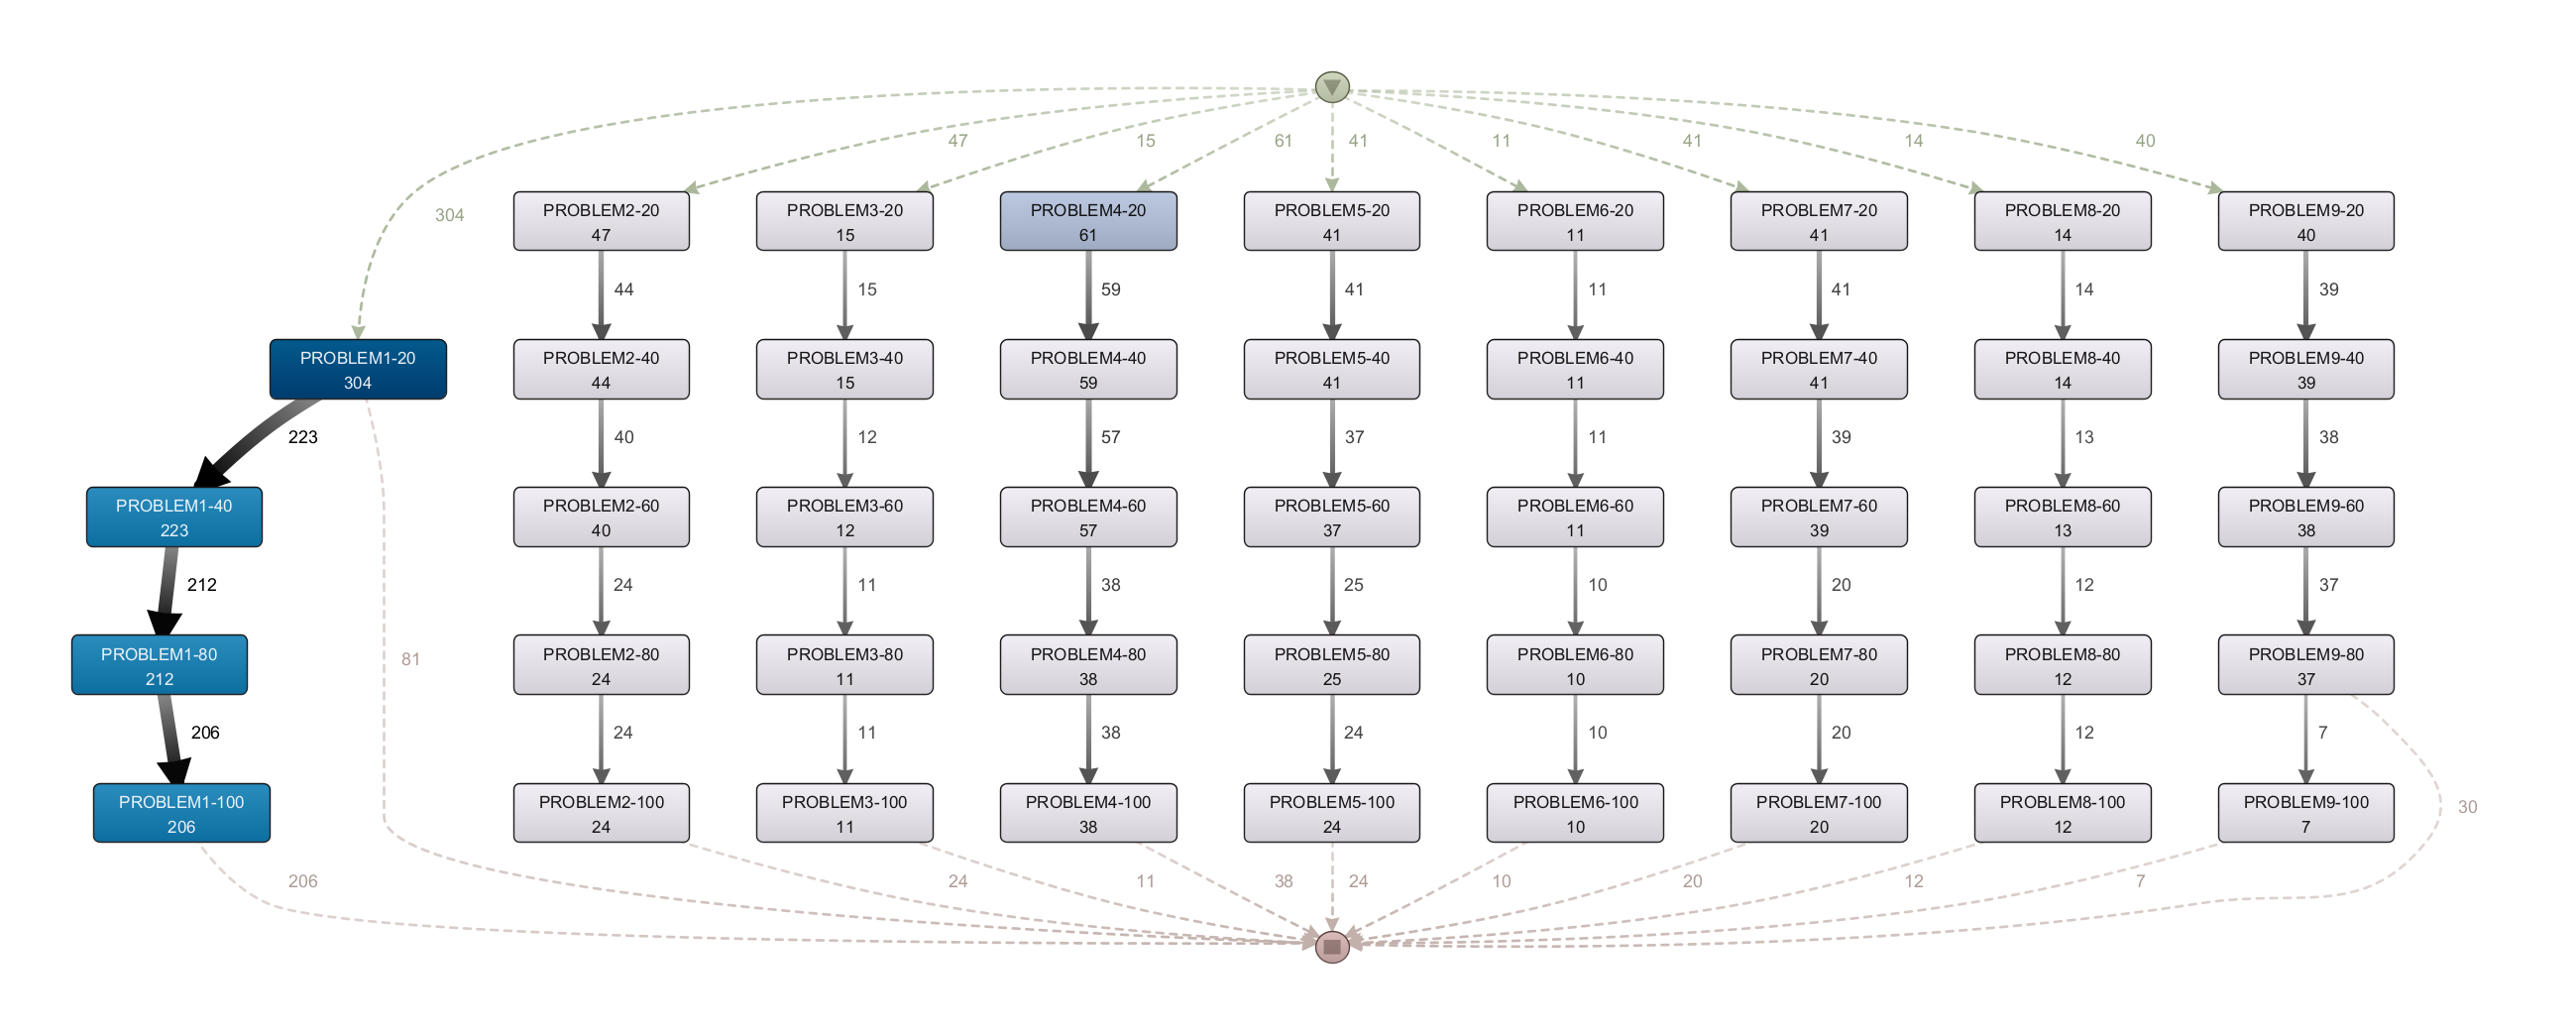 47
15
61
41
11
41
14
40
304
PROBLEM2-20
47
PROBLEM3-20
15
PROBLEM4-20
61
PROBLEM5-20
41
PROBLEM6-20
11
PROBLEM7-20
41
PROBLEM8-20
14
PROBLEM9-20
40
44
15
59
41
11
41
14
39
PROBLEM1-20
304
PROBLEM2-40
44
PROBLEM3-40
15
PROBLEM4-40
59
PROBLEM5-40
41
PROBLEM6-40
11
PROBLEM7-40
41
PROBLEM8-40
14
PROBLEM9-40
39
223
40
12
57
37
11
39
13
38
PROBLEM1-40
223
PROBLEM2-60
40
PROBLEM3-60
12
PROBLEM4-60
57
PROBLEM5-60
37
PROBLEM6-60
11
PROBLEM7-60
39
PROBLEM8-60
13
PROBLEM9-60
38
212
24
11
38
25
10
20
12
37
PROBLEM1-80
212
81
PROBLEM2-80
24
PROBLEM3-80
11
PROBLEM4-80
38
PROBLEM5-80
25
PROBLEM6-80
10
PROBLEM7-80
20
PROBLEM8-80
12
PROBLEM9-80
37
206
24
11
38
24
10
20
12
7
PROBLEM1-100
206
PROBLEM2-100
24
PROBLEM3-100
11
PROBLEM4-100
38
PROBLEM5-100
24
PROBLEM6-100
10
PROBLEM7-100
20
PROBLEM8-100
12
PROBLEM9-100
7
30
206
24
11
38
24
10
20
12
7